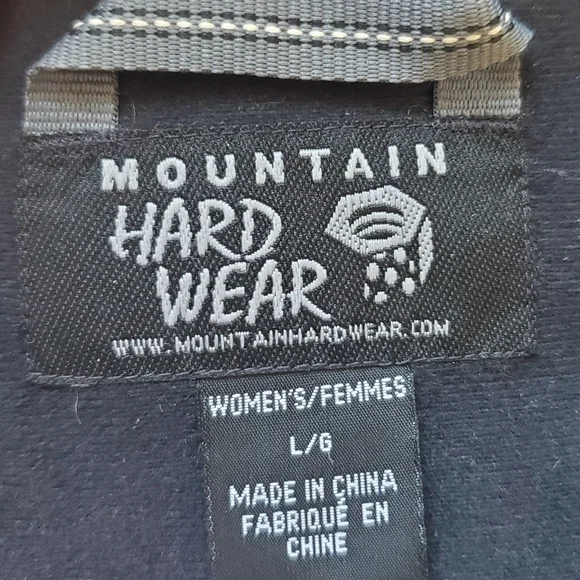 MOUNTAIN
HARD
WEAR
WWW.MOUNTAINHARDWEAR.COM
WOMEN'S/FEMMES
L/G
MADE IN CHINA
FABRIQUÉ EN
CHINE